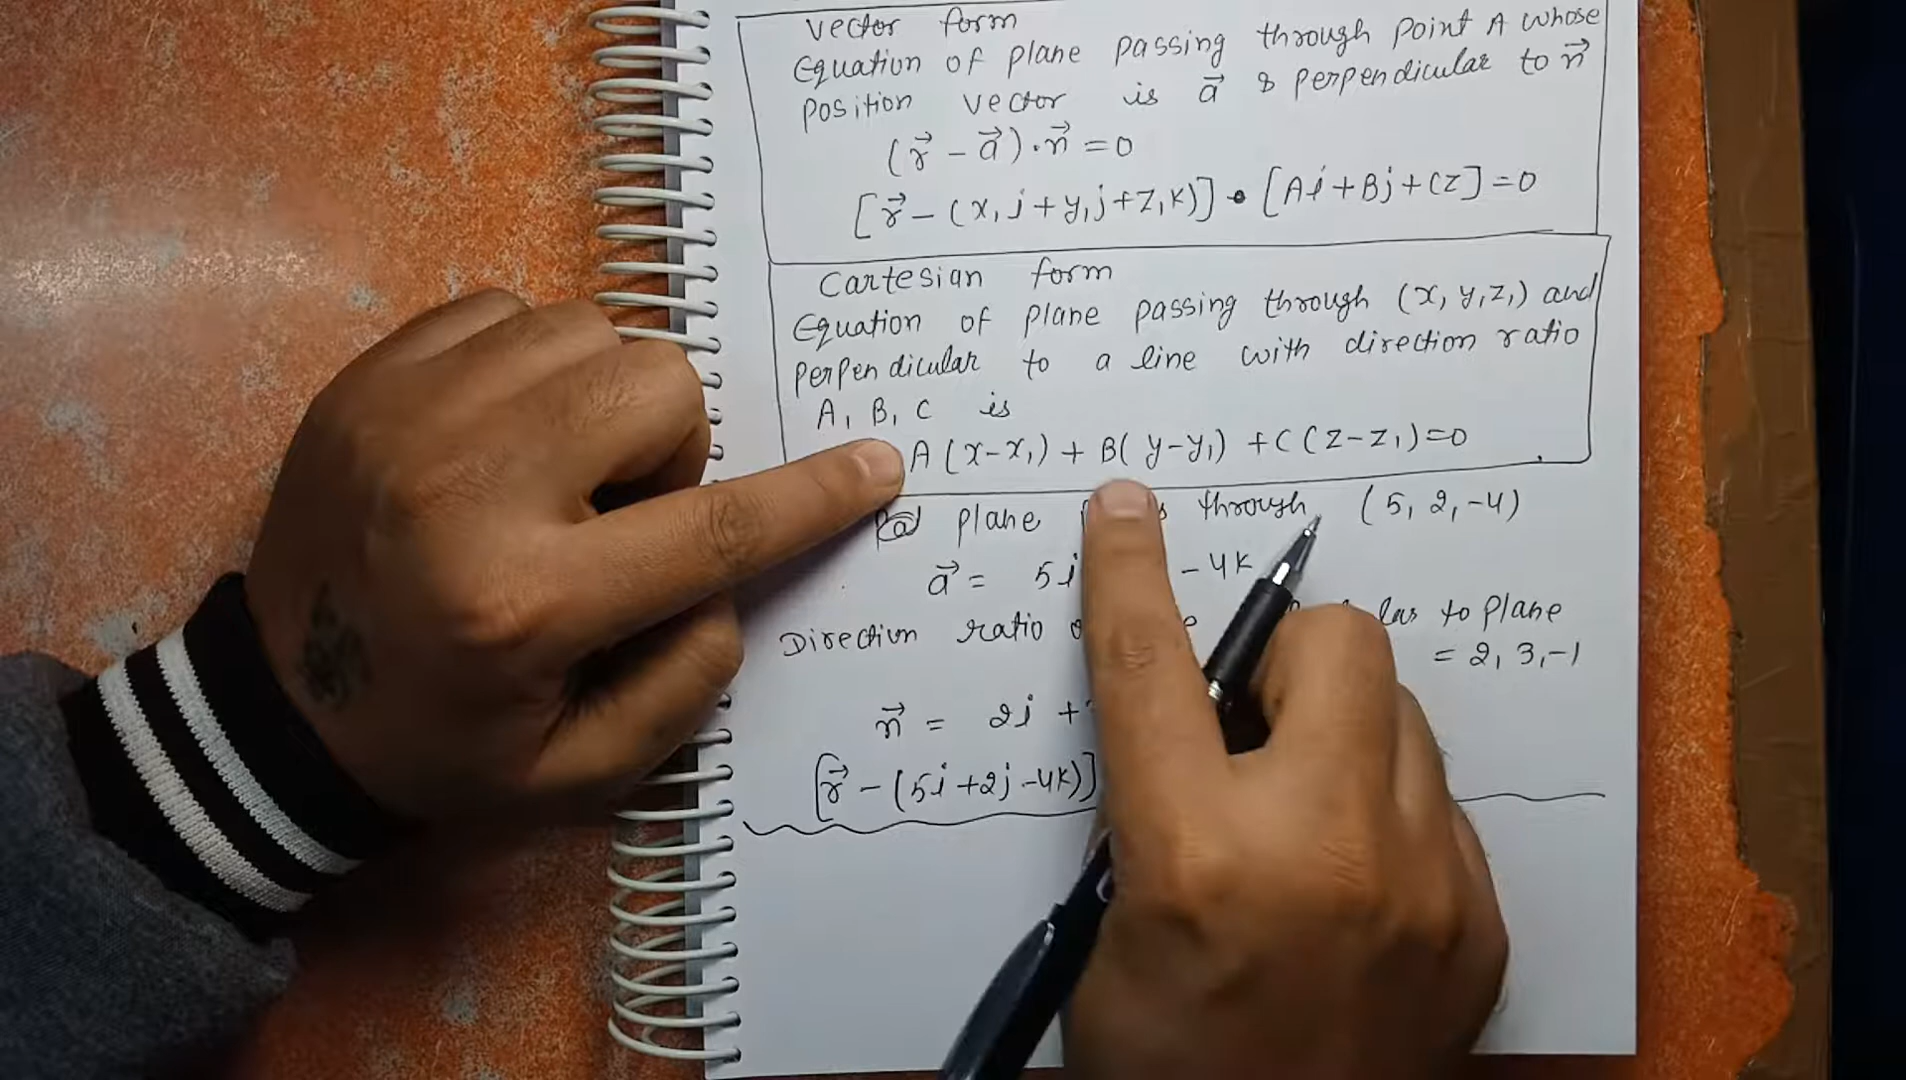 Vector form
Equation of plane passing through point A whose
position vector is a⃗ & perpendicular to n⃗
(r⃗ - a⃗).n⃗ = 0
[r⃗ - (x₁i + y₁j + z₁k)] • [Ai + Bj + CZ] = 0
Cartesian form
Equation of plane passing through (x, y, z₁) and
perpendicular to a line with direction ratio
A, B, C is
A (x-x₁) + B( y-y₁) + C (z-z₁)=0
plane through (5, 2, -4)
a⃗ = 5i - 4k
Direction ratio to plane
= 2, 3, -1
n⃗ = 2i +
[r⃗ - (5i + 2j - 4k)]